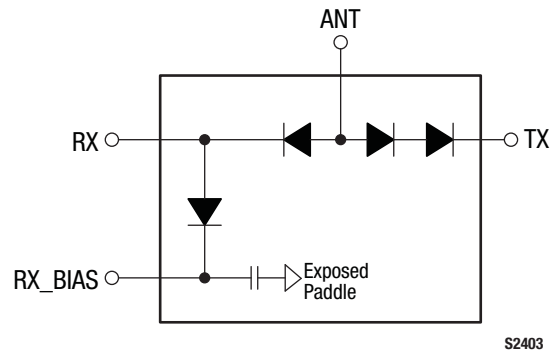 ANT
RX
TX
RX_BIAS
Exposed
Paddle
S2403